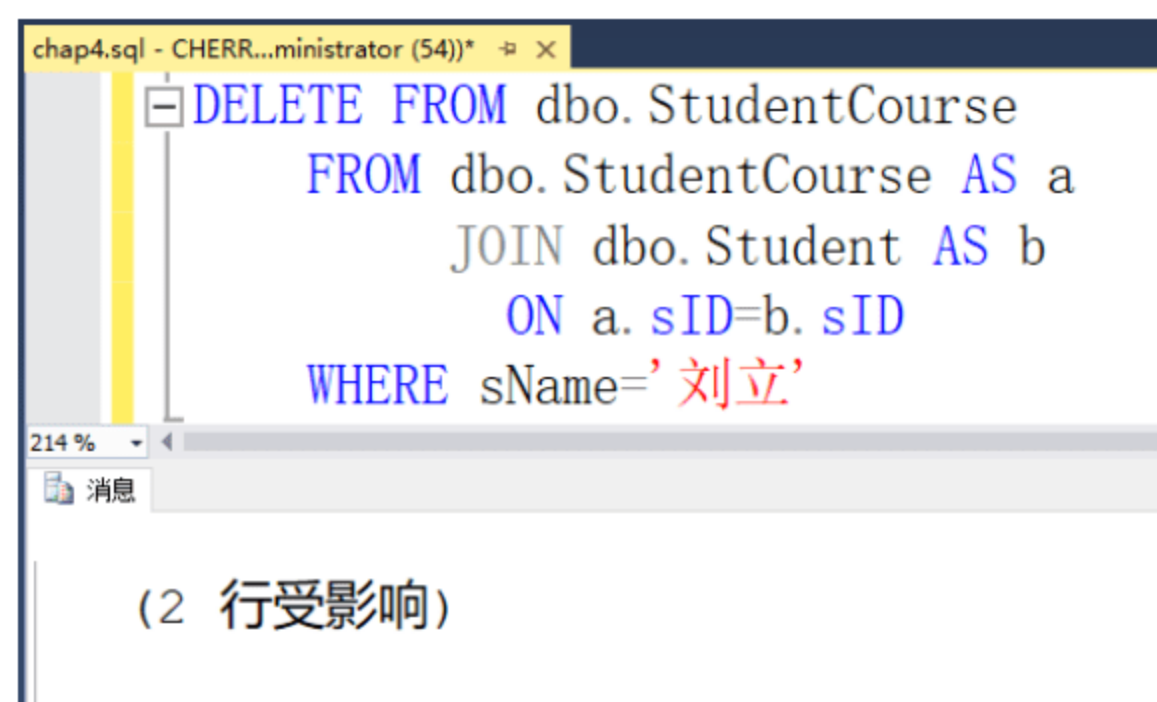 chap4.sql - CHERR...ministrator (54))*
DELETE FROM dbo.StudentCourse
FROM dbo.StudentCourse AS a
JOIN dbo.Student AS b
ON a.sID=b.sID
WHERE sName='刘立'
214 %
消息
(2 行受影响)